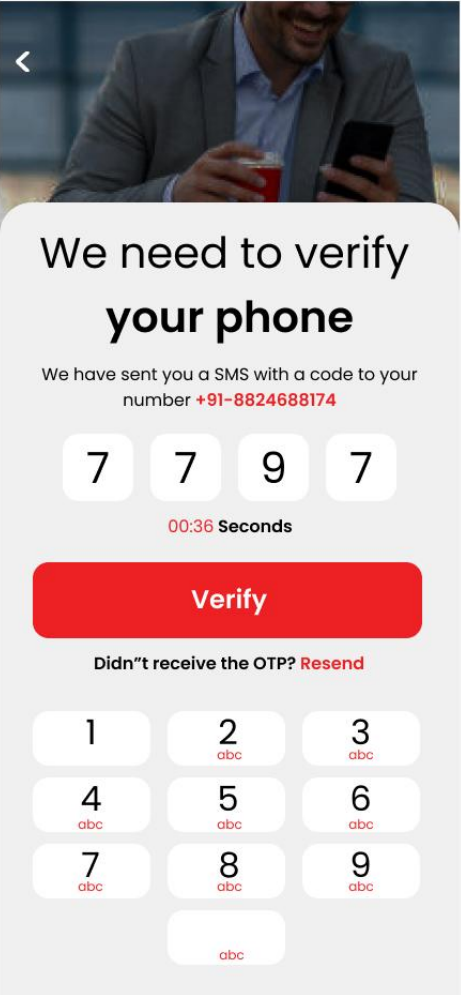 We need to verify
your phone
We have sent you a SMS with a code to your
number +91-8824688174
7 7 9 7
00:36 Seconds
Verify
Didn"t receive the OTP? Resend
1 2 3
abc abc
4 5 6
abc abc abc
7 8 9
abc abc abc
abc